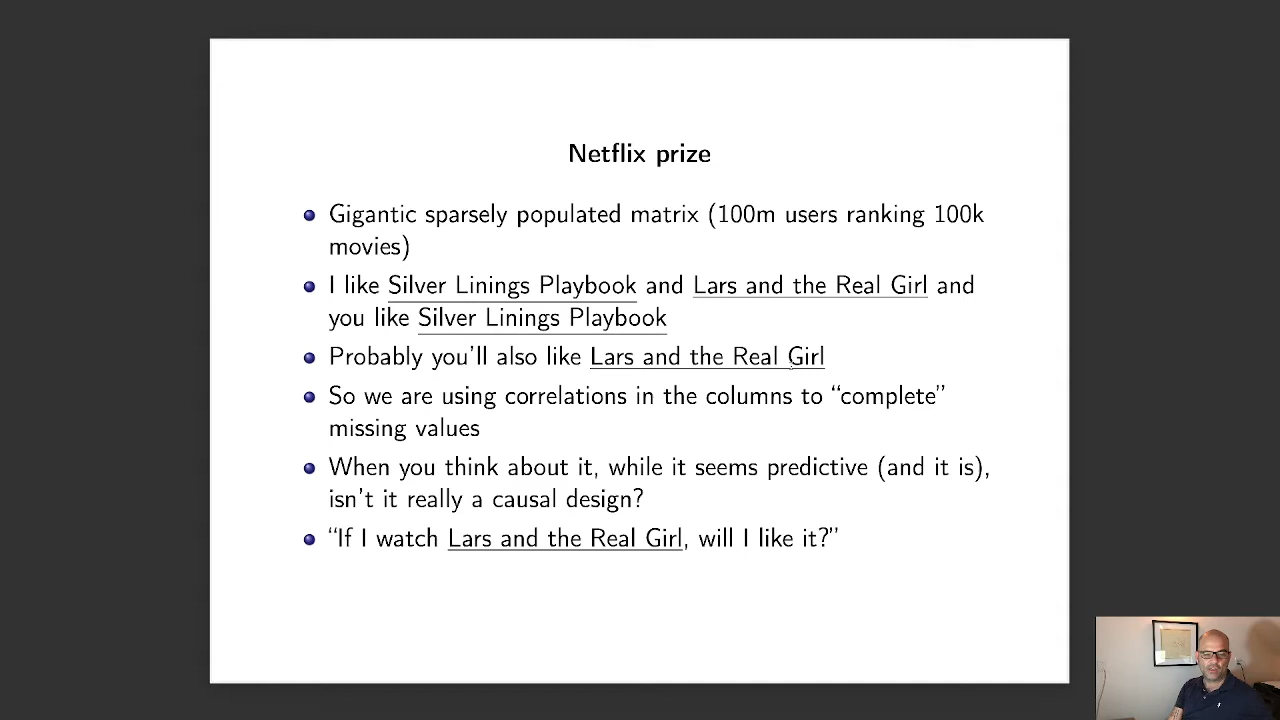 Netflix prize
Gigantic sparsely populated matrix (100m users ranking 100k
movies)
I like Silver Linings Playbook and Lars and the Real Girl and
you like Silver Linings Playbook
Probably you'll also like Lars and the Real Girl
So we are using correlations in the columns to “complete”
missing values
When you think about it, while it seems predictive (and it is),
isn't it really a causal design?
“If I watch Lars and the Real Girl, will I like it?”